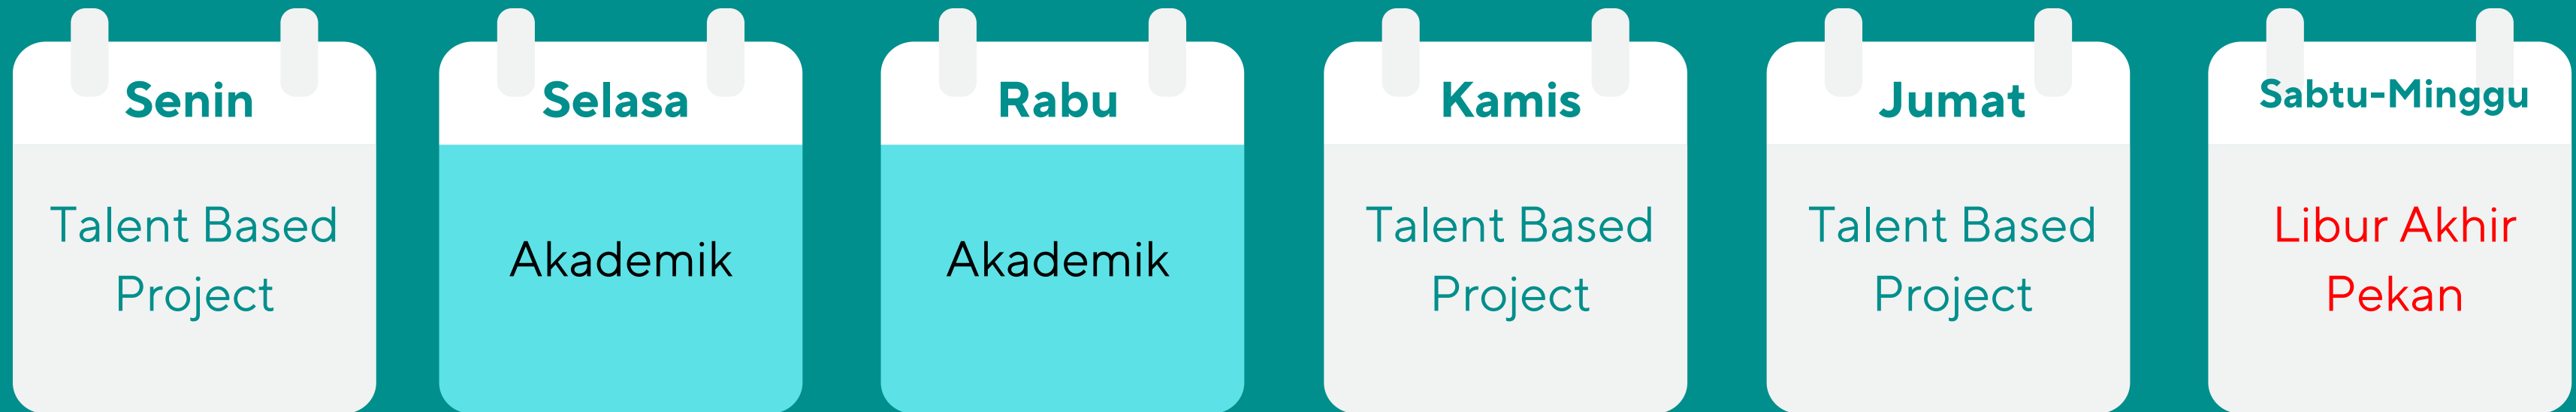 Senin
Talent Based
Project
Selasa
Akademik
Rabu
Akademik
Kamis
Talent Based
Project
Jumat
Talent Based
Project
Sabtu-Minggu
Libur Akhir
Pekan